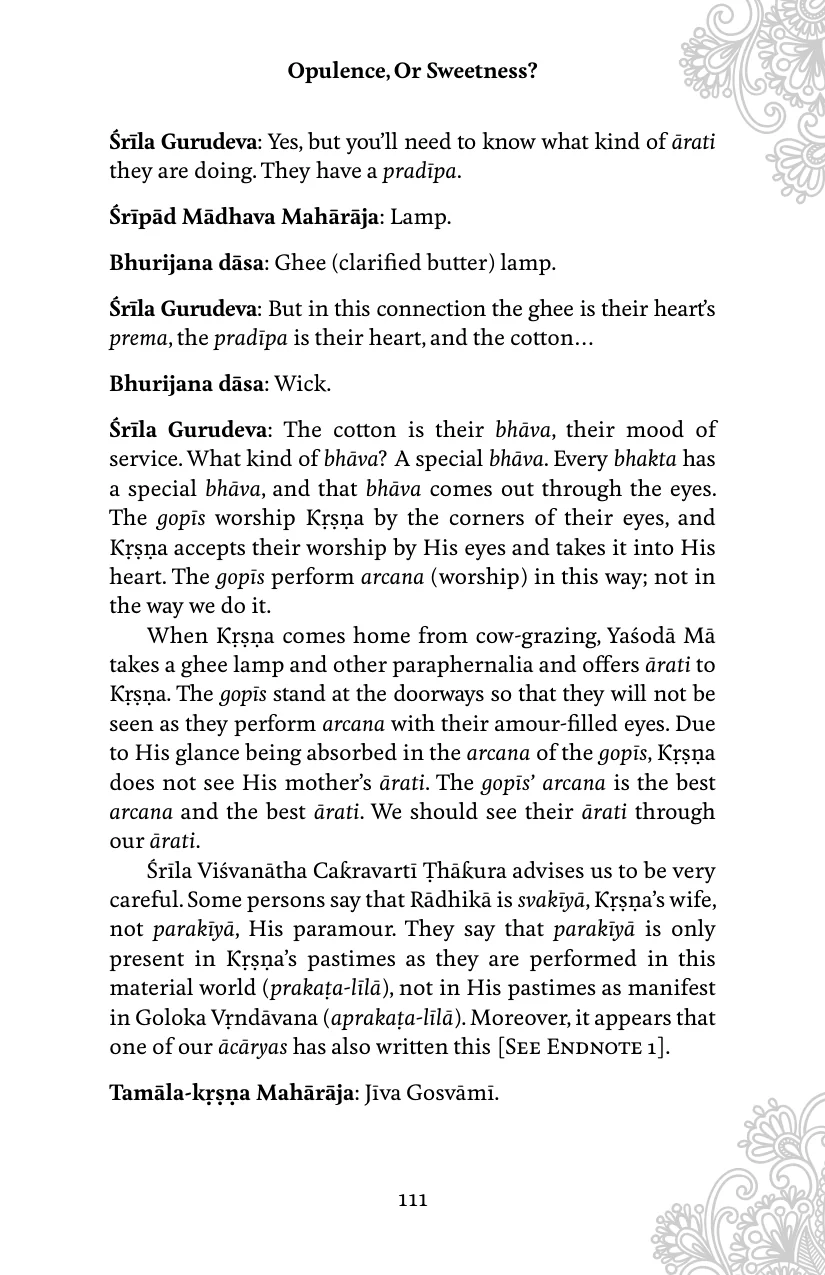 Opulence, Or Sweetness?
Śrīla Gurudeva: Yes, but you’ll need to know what kind of ārati
they are doing. They have a pradīpa.
Śrīpād Mādhava Mahārāja: Lamp.
Bhurijana dāsa: Ghee (clarified butter) lamp.
Śrīla Gurudeva: But in this connection the ghee is their heart’s
prema, the pradīpa is their heart, and the cotton…
Bhurijana dāsa: Wick.
Śrīla Gurudeva: The cotton is their bhāva, their mood of
service. What kind of bhāva? A special bhāva. Every bhakta has
a special bhāva, and that bhāva comes out through the eyes.
The gopīs worship Kṛṣṇa by the corners of their eyes, and
Kṛṣṇa accepts their worship by His eyes and takes it into His
heart. The gopīs perform arcana (worship) in this way; not in
the way we do it.
When Kṛṣṇa comes home from cow-grazing, Yaśodā Mā
takes a ghee lamp and other paraphernalia and offers ārati to
Kṛṣṇa. The gopīs stand at the doorways so that they will not be
seen as they perform arcana with their amour-filled eyes. Due
to His glance being absorbed in the arcana of the gopīs, Kṛṣṇa
does not see His mother’s ārati. The gopīs’ arcana is the best
arcana and the best ārati. We should see their ārati through
our ārati.
Śrīla Viśvanātha Cakravartī Ṭhākura advises us to be very
careful. Some persons say that Rādhikā is svakīyā, Kṛṣṇa’s wife,
not parakīyā, His paramour. They say that parakīyā is only
present in Kṛṣṇa’s pastimes as they are performed in this
material world (prakaṭa-līlā), not in His pastimes as manifest
in Goloka Vṛndāvana (aprakaṭa-līlā). Moreover, it appears that
one of our ācāryas has also written this [SEE ENDNOTE 1].
Tamāla-kṛṣṇa Mahārāja: Jīva Gosvāmī.
111